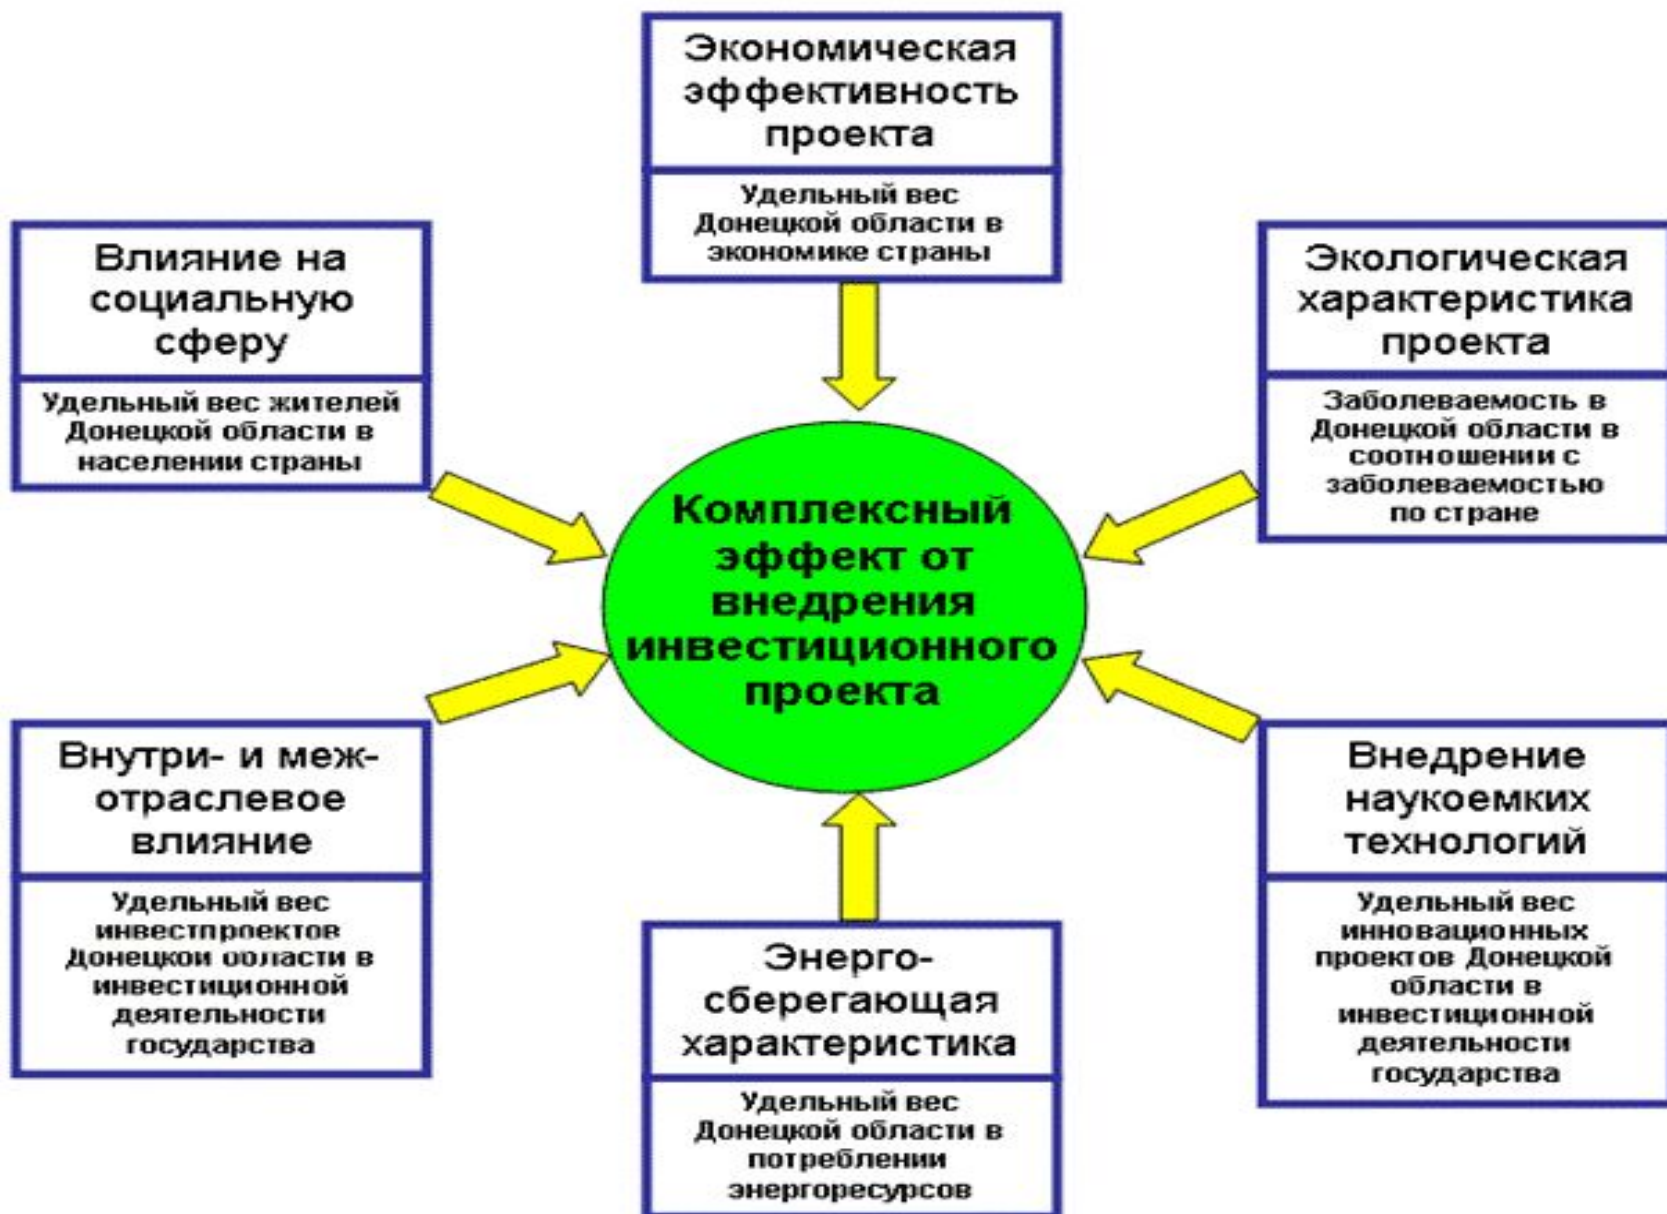 Экономическая
эффективность
проекта
Удельный вес
Донецкой области в
экономике страны
Влияние на
социальную
сферу
Удельный вес жителей
Донецкой области в
населении страны
Экологическая
характеристика
проекта
Заболеваемость в
Донецкой области в
соотношении с
заболеваемостью
по стране
Комплексный
эффект от
внедрения
инвестиционного
проекта
Внутри- и меж-
отраслевое
влияние
Удельный вес
инвестпроектов
Донецкой области в
инвестиционной
деятельности
государства
Энерго-
сберегающая
характеристика
Удельный вес
Донецкой области в
потреблении
энергоресурсов
Внедрение
наукоемких
технологий
Удельный вес
инновационных
проектов Донецкой
области в
инвестиционной
деятельности
государства